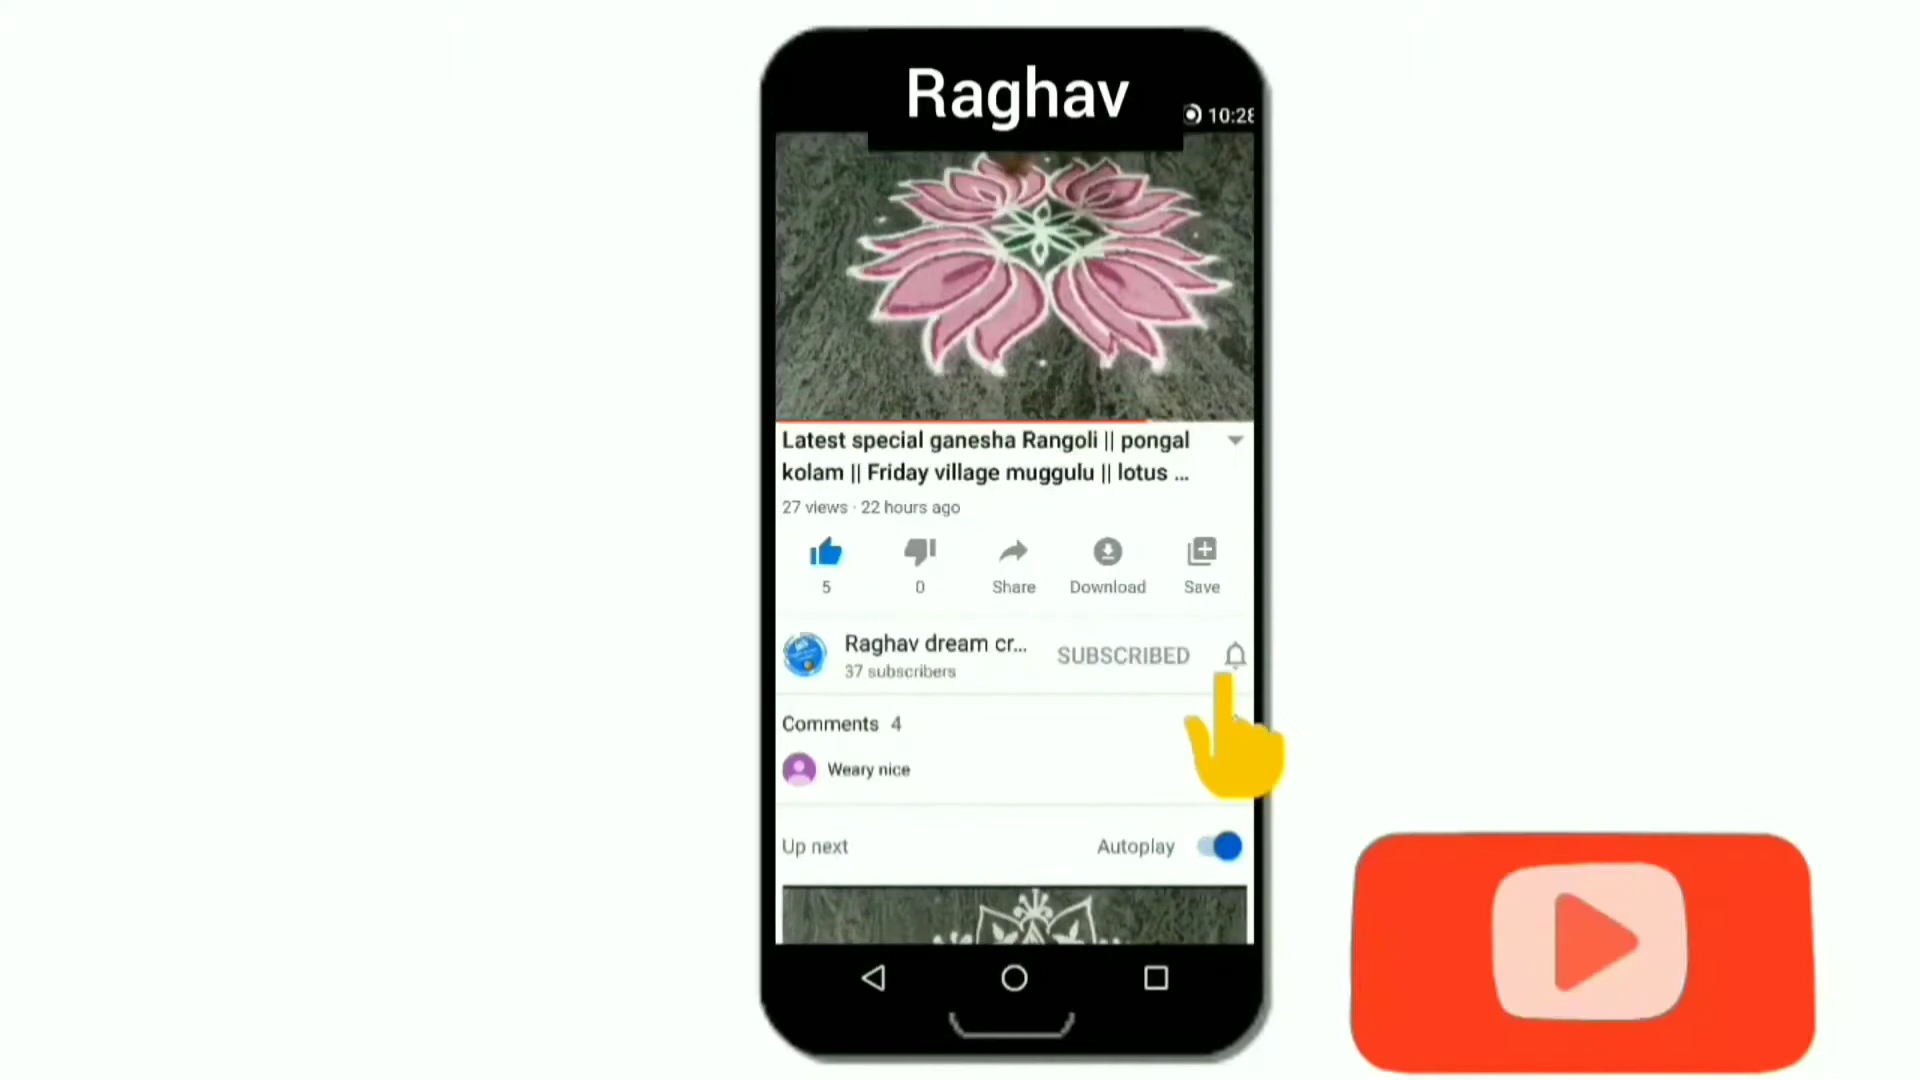 Raghav
10:28
Latest special ganesha Rangoli || pongal
kolam || Friday village muggulu || lotus ...
27 views · 22 hours ago
5
0
Share
Download
Save
Raghav dream cr...
SUBSCRIBED
37 subscribers
Comments 4
Weary nice
Up next
Autoplay